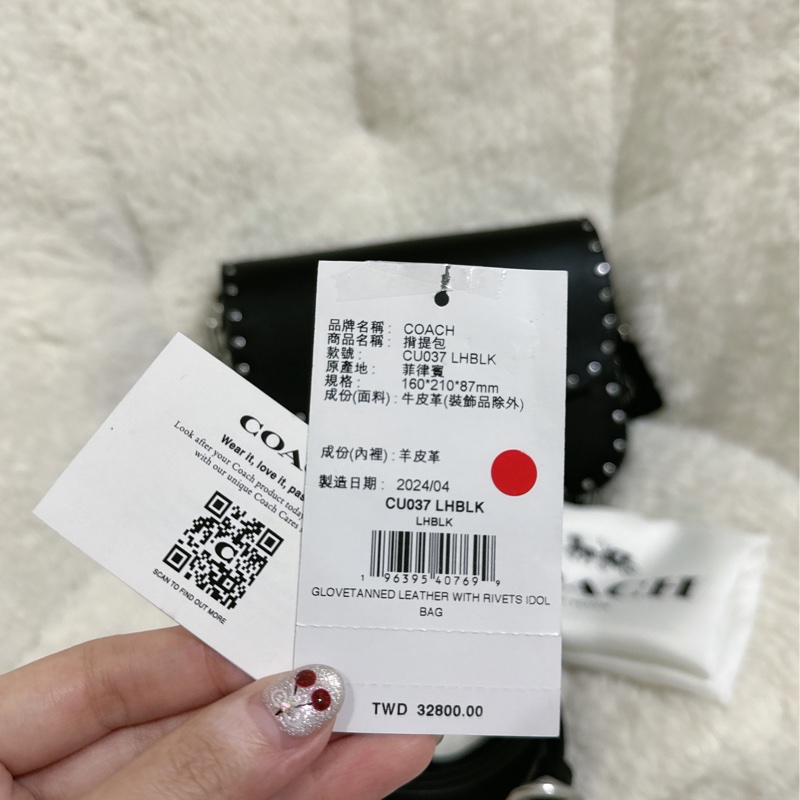 品牌名稱: COACH
商品名稱: 揹提包
款號: CU037 LHBLK
原產地: 菲律賓
規格: 160*210*87mm
成份(面料): 牛皮革(裝飾品除外)
成份(內裡): 羊皮革
製造日期: 2024/04
CU037 LHBLK
LHBLK
1 96395 40769 9
GLOVETANNED LEATHER WITH RIVETS IDOL
BAG
TWD 32800.00
COA
Wear it, love it, pas
Look after your Coach product today
with our unique Coach Cares
C
SCAN TO FIND OUT MORE
OACH